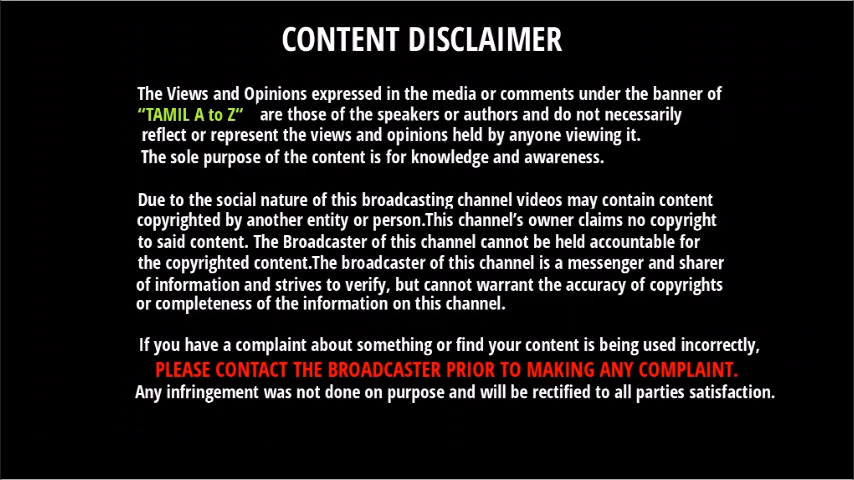 CONTENT DISCLAIMER
The Views and Opinions expressed in the media or comments under the banner of
“TAMIL A to Z” are those of the speakers or authors and do not necessarily
reflect or represent the views and opinions held by anyone viewing it.
The sole purpose of the content is for knowledge and awareness.
Due to the social nature of this broadcasting channel videos may contain content
copyrighted by another entity or person.This channel’s owner claims no copyright
to said content. The Broadcaster of this channel cannot be held accountable for
the copyrighted content.The broadcaster of this channel is a messenger and sharer
of information and strives to verify, but cannot warrant the accuracy of copyrights
or completeness of the information on this channel.
If you have a complaint about something or find your content is being used incorrectly,
PLEASE CONTACT THE BROADCASTER PRIOR TO MAKING ANY COMPLAINT.
Any infringement was not done on purpose and will be rectified to all parties satisfaction.